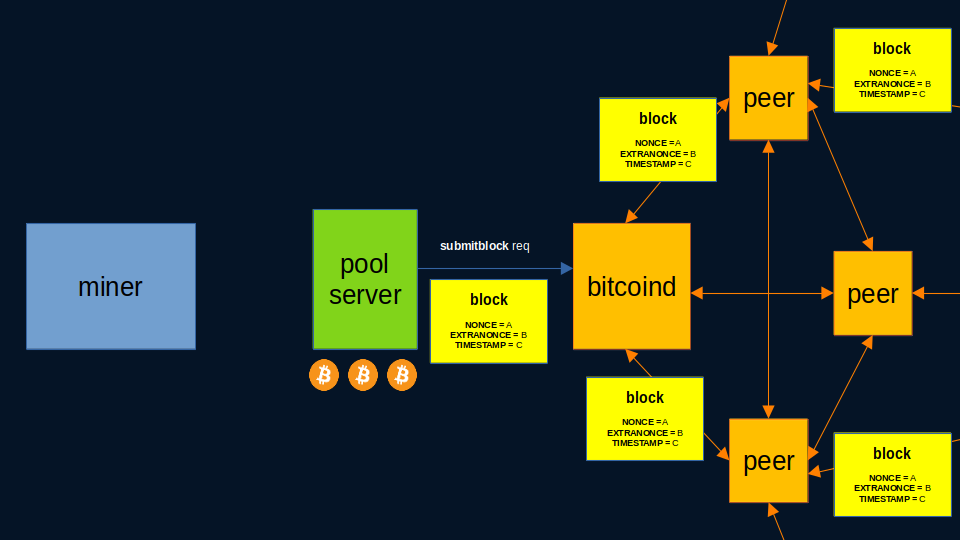 miner
pool
server
submitblock req
block
NONCE = A
EXTRANONCE = B
TIMESTAMP = C
bitcoind
block
NONCE = A
EXTRANONCE = B
TIMESTAMP = C
block
NONCE = A
EXTRANONCE = B
TIMESTAMP = C
peer
block
NONCE = A
EXTRANONCE = B
TIMESTAMP = C
peer
peer
block
NONCE = A
EXTRANONCE = B
TIMESTAMP = C